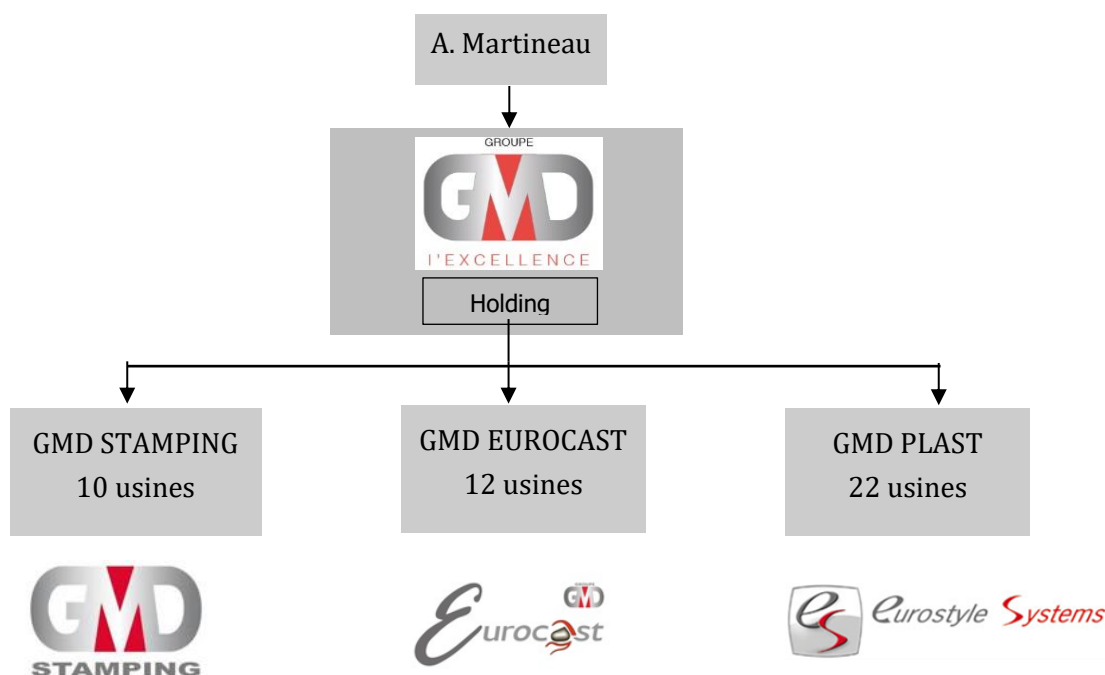 A. Martineau
GROUPE
GMD
l'EXCELLENCE
Holding
GMD STAMPING
10 usines
GMD EUROCAST
12 usines
GMD PLAST
22 usines
GMD
STAMPING
GROUPE
GMD
Eurocast
es
eurostyle Systems